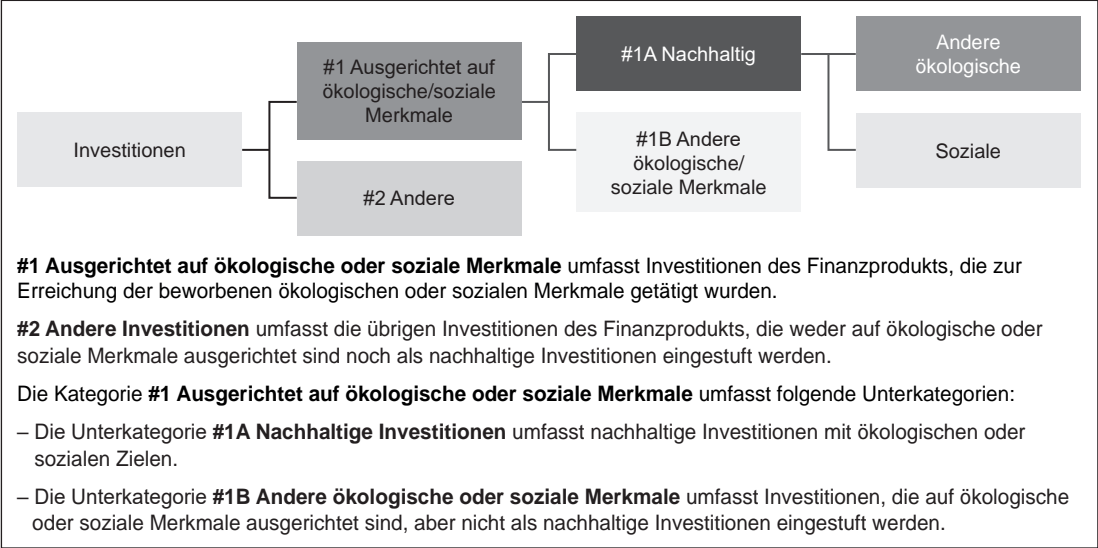 Investitionen
#1 Ausgerichtet auf
ökologische/soziale
Merkmale
#2 Andere
#1A Nachhaltig
#1B Andere
ökologische/
soziale Merkmale
Andere
ökologische
Soziale
#1 Ausgerichtet auf ökologische oder soziale Merkmale umfasst Investitionen des Finanzprodukts, die zur
Erreichung der beworbenen ökologischen oder sozialen Merkmale getätigt wurden.
#2 Andere Investitionen umfasst die übrigen Investitionen des Finanzprodukts, die weder auf ökologische oder
soziale Merkmale ausgerichtet sind noch als nachhaltige Investitionen eingestuft werden.
Die Kategorie #1 Ausgerichtet auf ökologische oder soziale Merkmale umfasst folgende Unterkategorien:
– Die Unterkategorie #1A Nachhaltige Investitionen umfasst nachhaltige Investitionen mit ökologischen oder
sozialen Zielen.
– Die Unterkategorie #1B Andere ökologische oder soziale Merkmale umfasst Investitionen, die auf ökologische
oder soziale Merkmale ausgerichtet sind, aber nicht als nachhaltige Investitionen eingestuft werden.